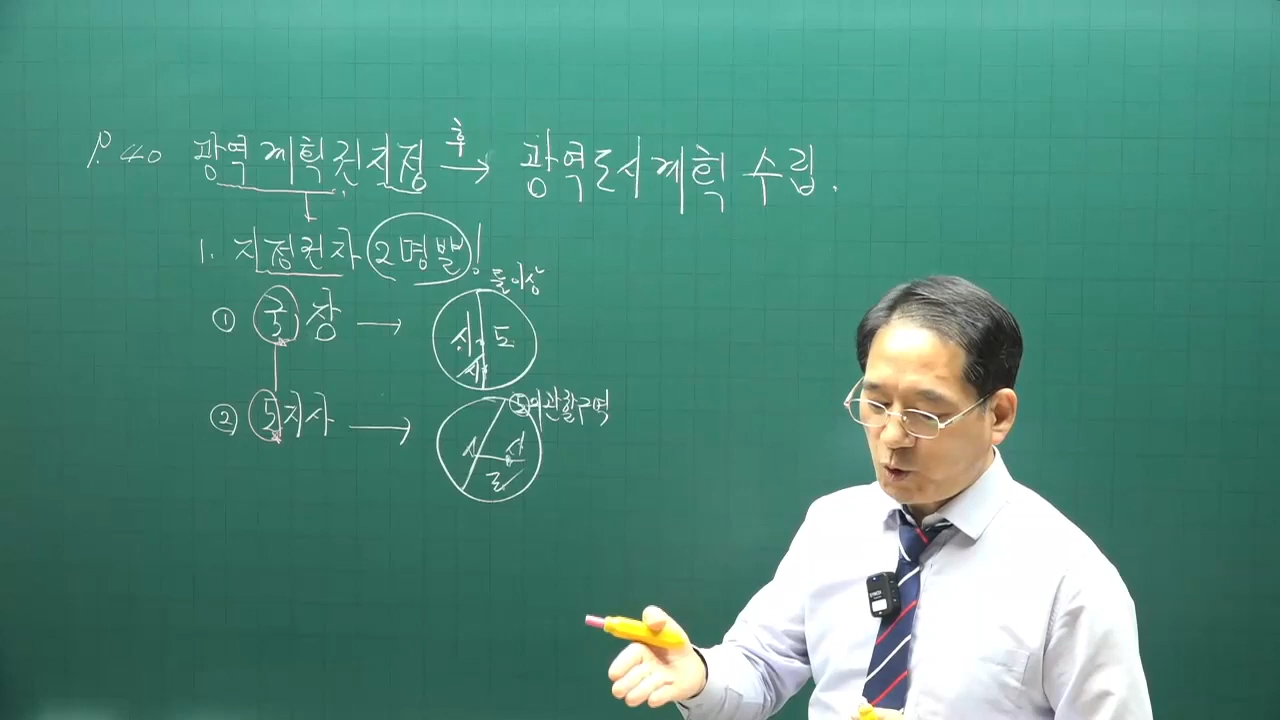 P.40 광역계획권지정 후 → 광역도시계획 수립.
1. 지정권자 2명밖!
① 국장 →
둘이상
시 도
시
② 도지사 →
도의관할구역
시 시
군